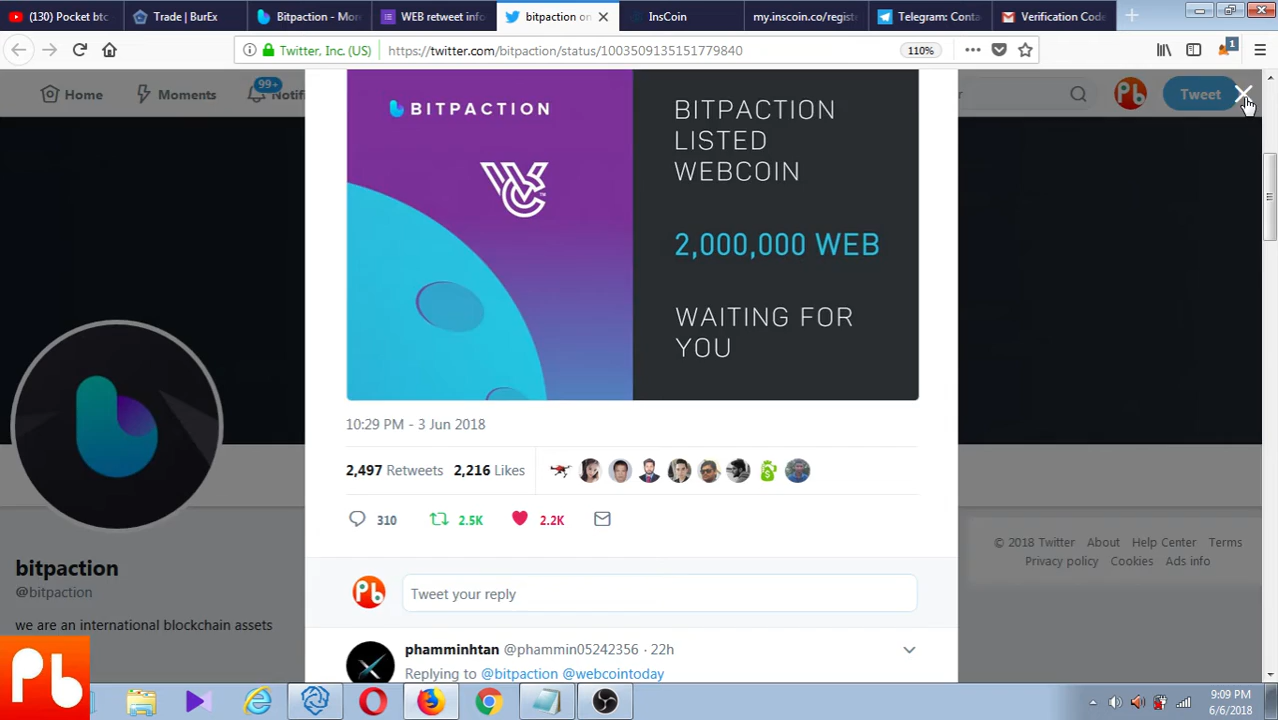 (130) Pocket btc
Trade | BurEx
Bitpaction - Mor
WEB retweet info
bitpaction on
InsCoin
my.inscoin.co/regist
Telegram: Conta
Verification Code
Twitter, Inc. (US)
https://twitter.com/bitpaction/status/1003509135151779840
110%
1
Home
Moments
99+
Notifi
r
Tweet
BITPACTION
BITPACTION
LISTED
WEBCOIN
2,000,000 WEB
WAITING FOR
YOU
10:29 PM - 3 Jun 2018
2,497 Retweets 2,216 Likes
310 2.5K 2.2K
Tweet your reply
phamminhtan @phammin05242356 · 22h
Replying to @bitpaction @webcointoday
bitpaction
@bitpaction
we are an international blockchain assets
© 2018 Twitter About Help Center Terms
Privacy policy Cookies Ads info
Pb
9:09 PM
6/6/2018